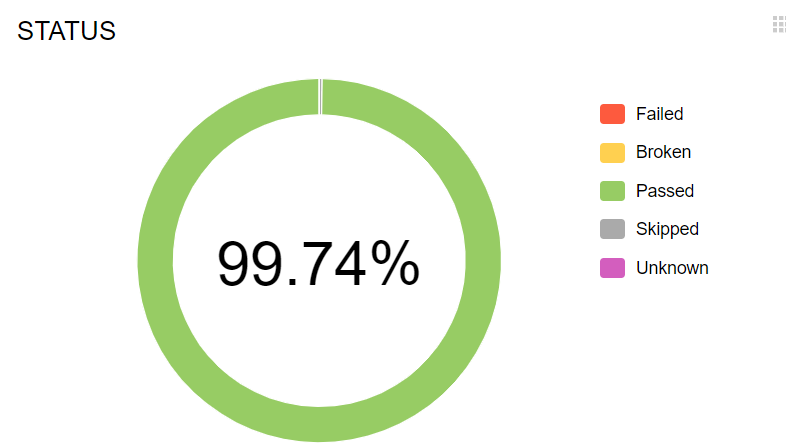 STATUS
99.74%
Failed
Broken
Passed
Skipped
Unknown